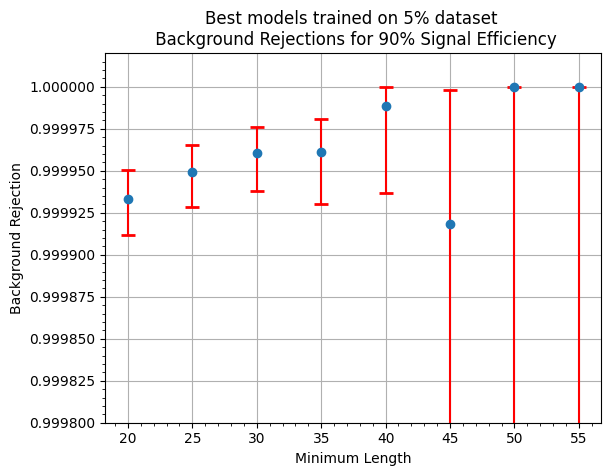 Best models trained on 5% dataset
Background Rejections for 90% Signal Efficiency
Background Rejection
1.000000
0.999975
0.999950
0.999925
0.999900
0.999875
0.999850
0.999825
0.999800
20 25 30 35 40 45 50 55
Minimum Length